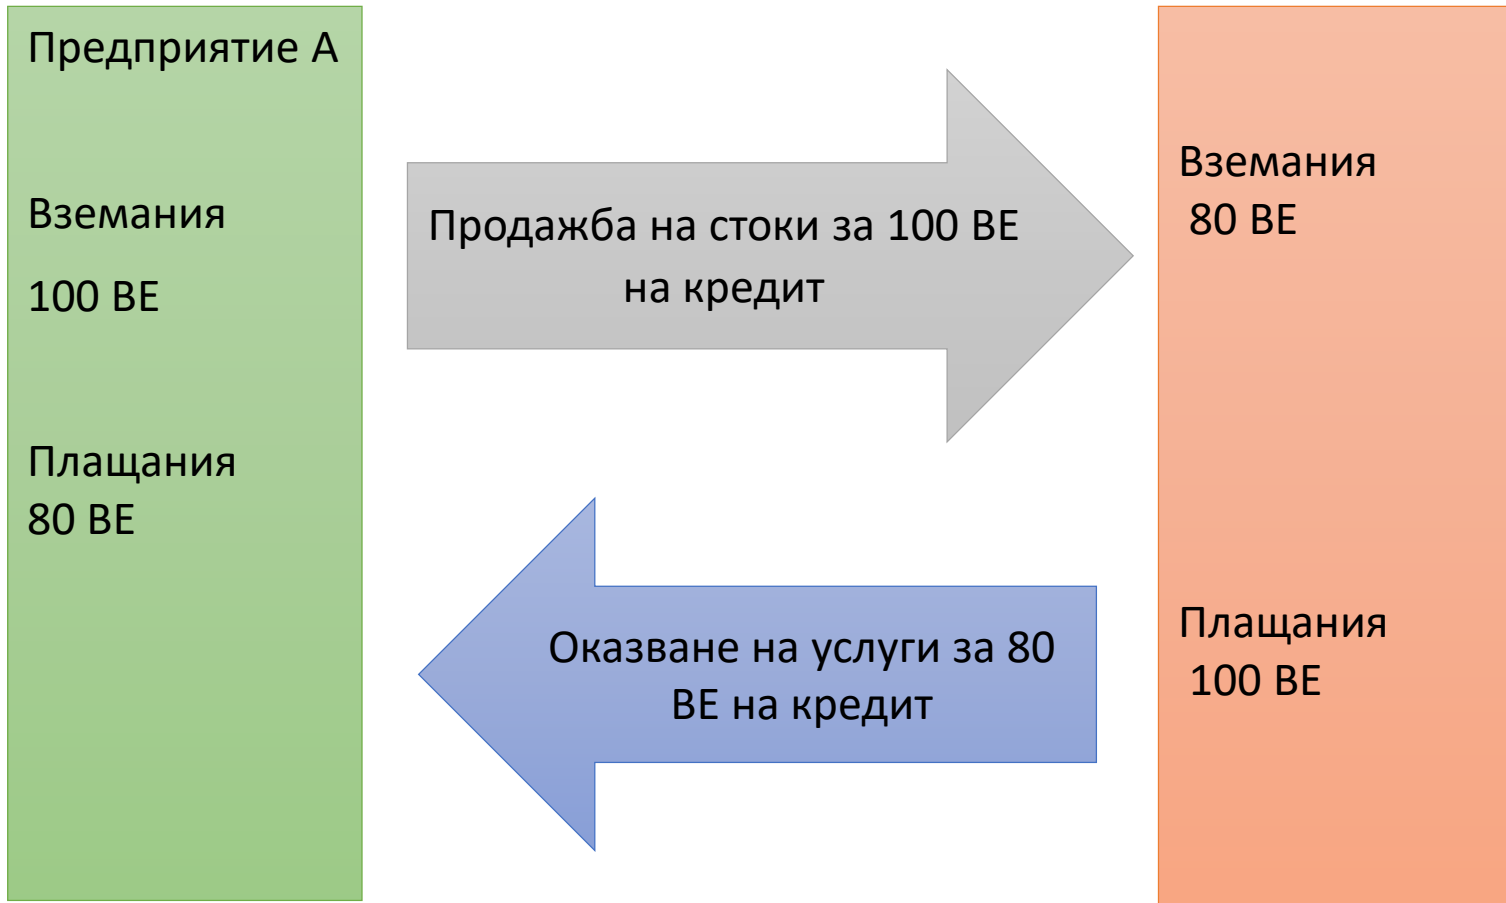 Предприятие А
Вземания
100 ВЕ
Плащания
80 ВЕ
Продажба на стоки за 100 ВЕ
на кредит
Оказване на услуги за 80
ВЕ на кредит
Вземания
80 ВЕ
Плащания
100 ВЕ